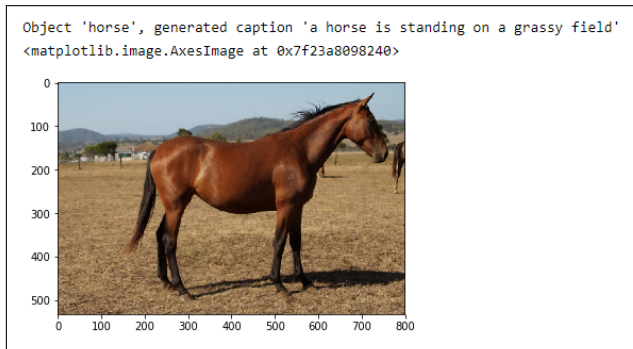 Object 'horse', generated caption 'a horse is standing on a grassy field'
<matplotlib.image.AxesImage at 0x7f23a8098240>
0
100
200
300
400
500
0 100 200 300 400 500 600 700 800